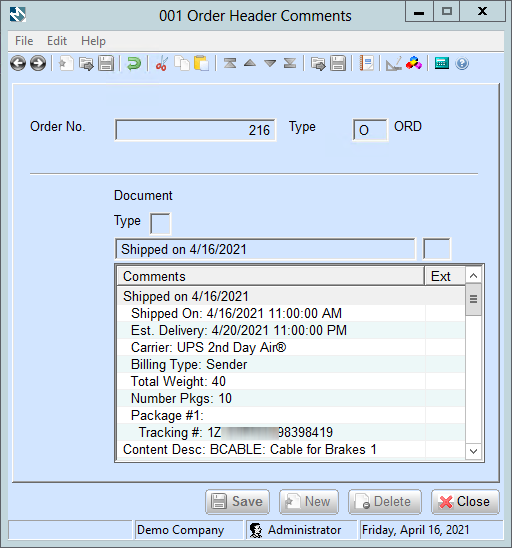 001 Order Header Comments
File Edit Help
Order No. 216 Type O ORD
Document
Type
Shipped on 4/16/2021
Comments Ext
Shipped on 4/16/2021
Shipped On: 4/16/2021 11:00:00 AM
Est. Delivery: 4/20/2021 11:00:00 PM
Carrier: UPS 2nd Day Air®
Billing Type: Sender
Total Weight: 40
Number Pkgs: 10
Package #1:
Tracking #: 1Z 98398419
Content Desc: BCABLE: Cable for Brakes 1
Save New Delete Close
Demo Company Administrator Friday, April 16, 2021